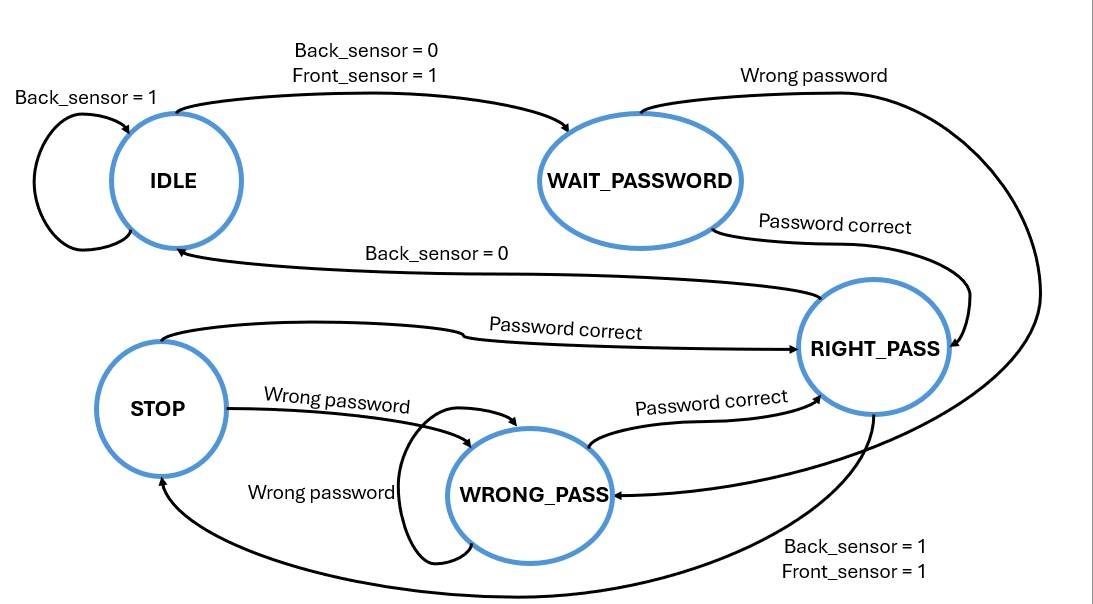 Back_sensor = 0
Front_sensor = 1
Wrong password
Back_sensor = 1
IDLE
WAIT_PASSWORD
Password correct
Back_sensor = 0
Password correct
RIGHT_PASS
STOP
Wrong password
Password correct
Wrong password
WRONG_PASS
Back_sensor = 1
Front_sensor = 1